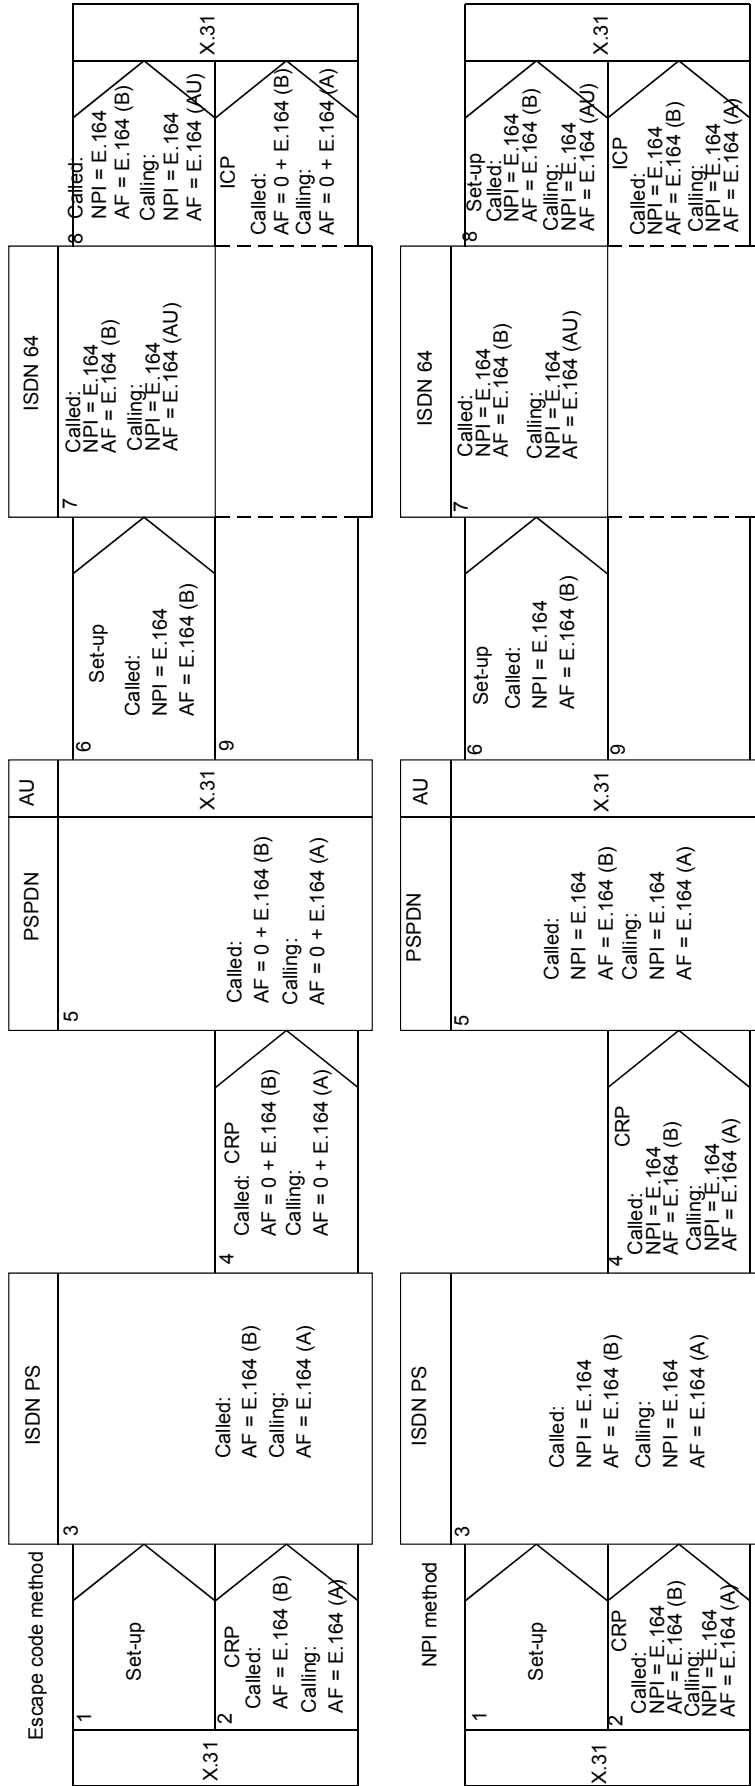 Escape code method
ISDN PS
PSPDN
AU
ISDN 64
X.31
1
Set-up
2
CRP
Called:
AF = E.164 (B)
Calling:
AF = E.164 (A)
3
Called:
AF = E.164 (B)
Calling:
AF = E.164 (A)
4
CRP
Called:
AF = 0 + E.164 (B)
Calling:
AF = 0 + E.164 (A)
5
Called:
AF = 0 + E.164 (B)
Calling:
AF = 0 + E.164 (A)
X.31
6
Set-up
Called:
NPI = E.164
AF = E.164 (B)
9
7
Called:
NPI = E.164
AF = E.164 (B)
Calling:
NPI = E.164
AF = E.164 (AU)
8
Called:
NPI = E.164
AF = E.164 (B)
Calling:
NPI = E.164
AF = E.164 (AU)
ICP
Called:
AF = 0 + E.164 (B)
Calling:
AF = 0 + E.164 (A)
X.31
NPI method
ISDN PS
PSPDN
AU
ISDN 64
X.31
1
Set-up
2
CRP
Called:
NPI = E.164
AF = E.164 (B)
Calling:
NPI = E.164
AF = E.164 (A)
3
Called:
NPI = E.164
AF = E.164 (B)
Calling:
NPI = E.164
AF = E.164 (A)
4
CRP
Called:
NPI = E.164
AF = E.164 (B)
Calling:
NPI = E.164
AF = E.164 (A)
5
Called:
NPI = E.164
AF = E.164 (B)
Calling:
NPI = E.164
AF = E.164 (A)
X.31
6
Set-up
Called:
NPI = E.164
AF = E.164 (B)
9
7
Called:
NPI = E.164
AF = E.164 (B)
Calling:
NPI = E.164
AF = E.164 (AU)
8
Set-up
Called:
NPI = E.164
AF = E.164 (B)
Calling:
NPI = E.164
AF = E.164 (AU)
ICP
Called:
NPI = E.164
AF = E.164 (B)
Calling:
NPI = E.164
AF = E.164 (A)
X.31